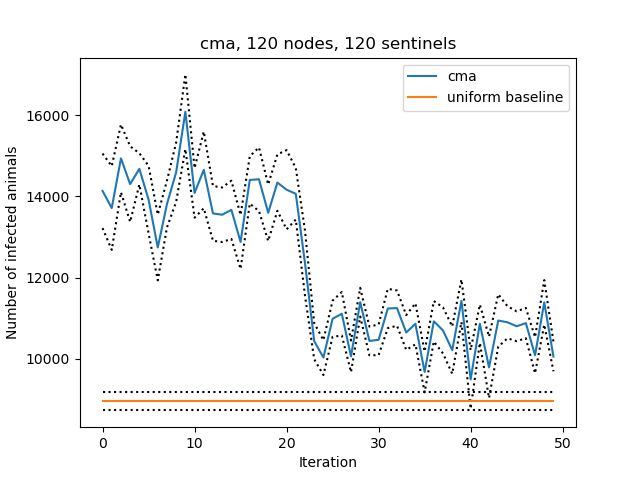 cma, 120 nodes, 120 sentinels
cma
uniform baseline
Number of infected animals
16000
14000
12000
10000
0
10
20
30
40
50
Iteration